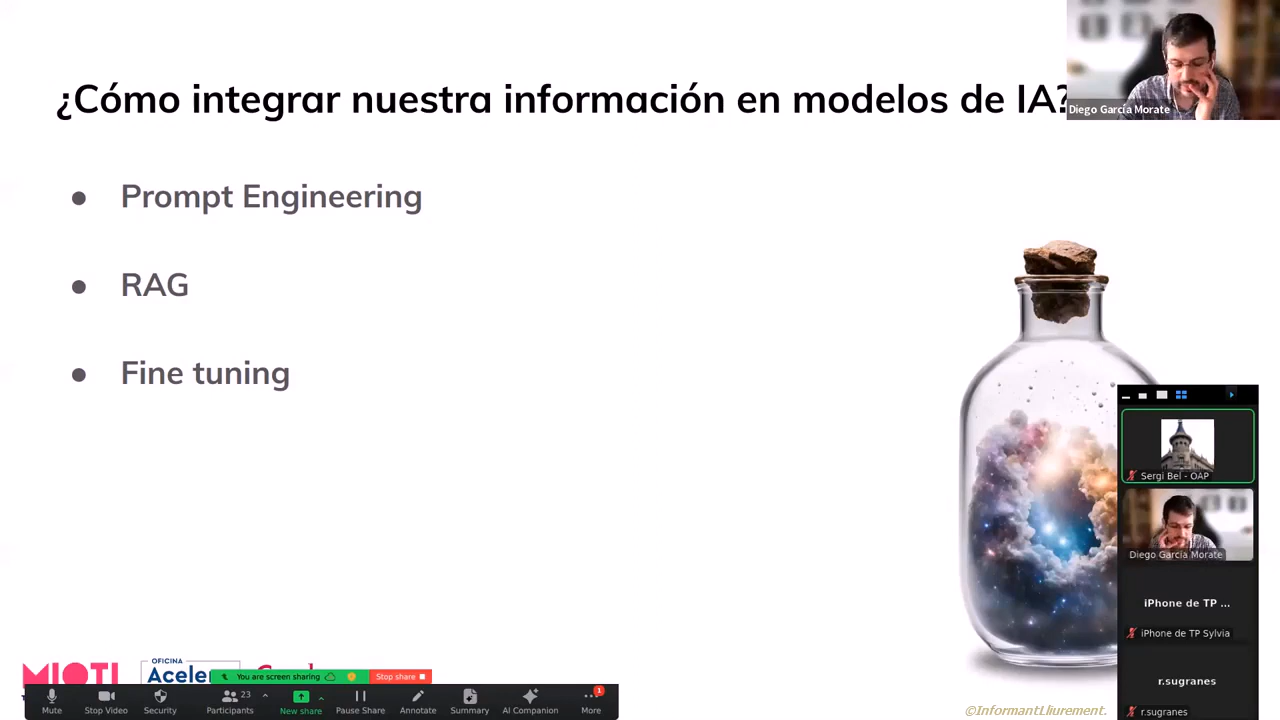 ¿Cómo integrar nuestra información en modelos de IA?
Diego García Morate
● Prompt Engineering
● RAG
● Fine tuning
Sergi Bel - OAP
Diego García Morate
iPhone de TP ...
iPhone de TP Sylvia
r.sugranes
r.sugranes
MIOTI
OFICINA
Aceler
You are screen sharing
Stop share
Mute
Stop Video
Security
Participants
23
New share
Pause Share
Annotate
Summary
AI Companion
More
1
©InformantLliurement.